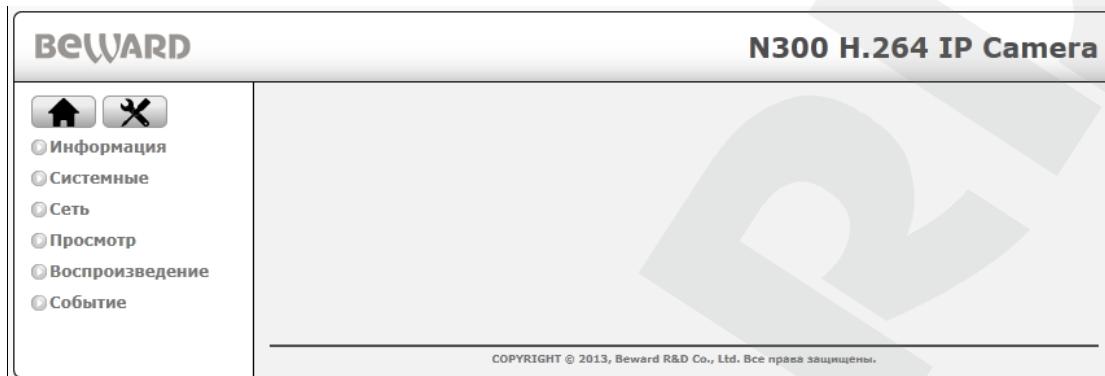 BEWARD
N300 H.264 IP Camera
Информация
Системные
Сеть
Просмотр
Воспроизведение
Событие
COPYRIGHT © 2013, Beward R&D Co., Ltd. Все права защищены.